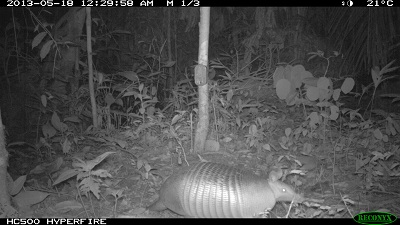 2013-05-18 12:29:58 AM M 1/3 21°C
HC500 HYPERFIRE RECONYX